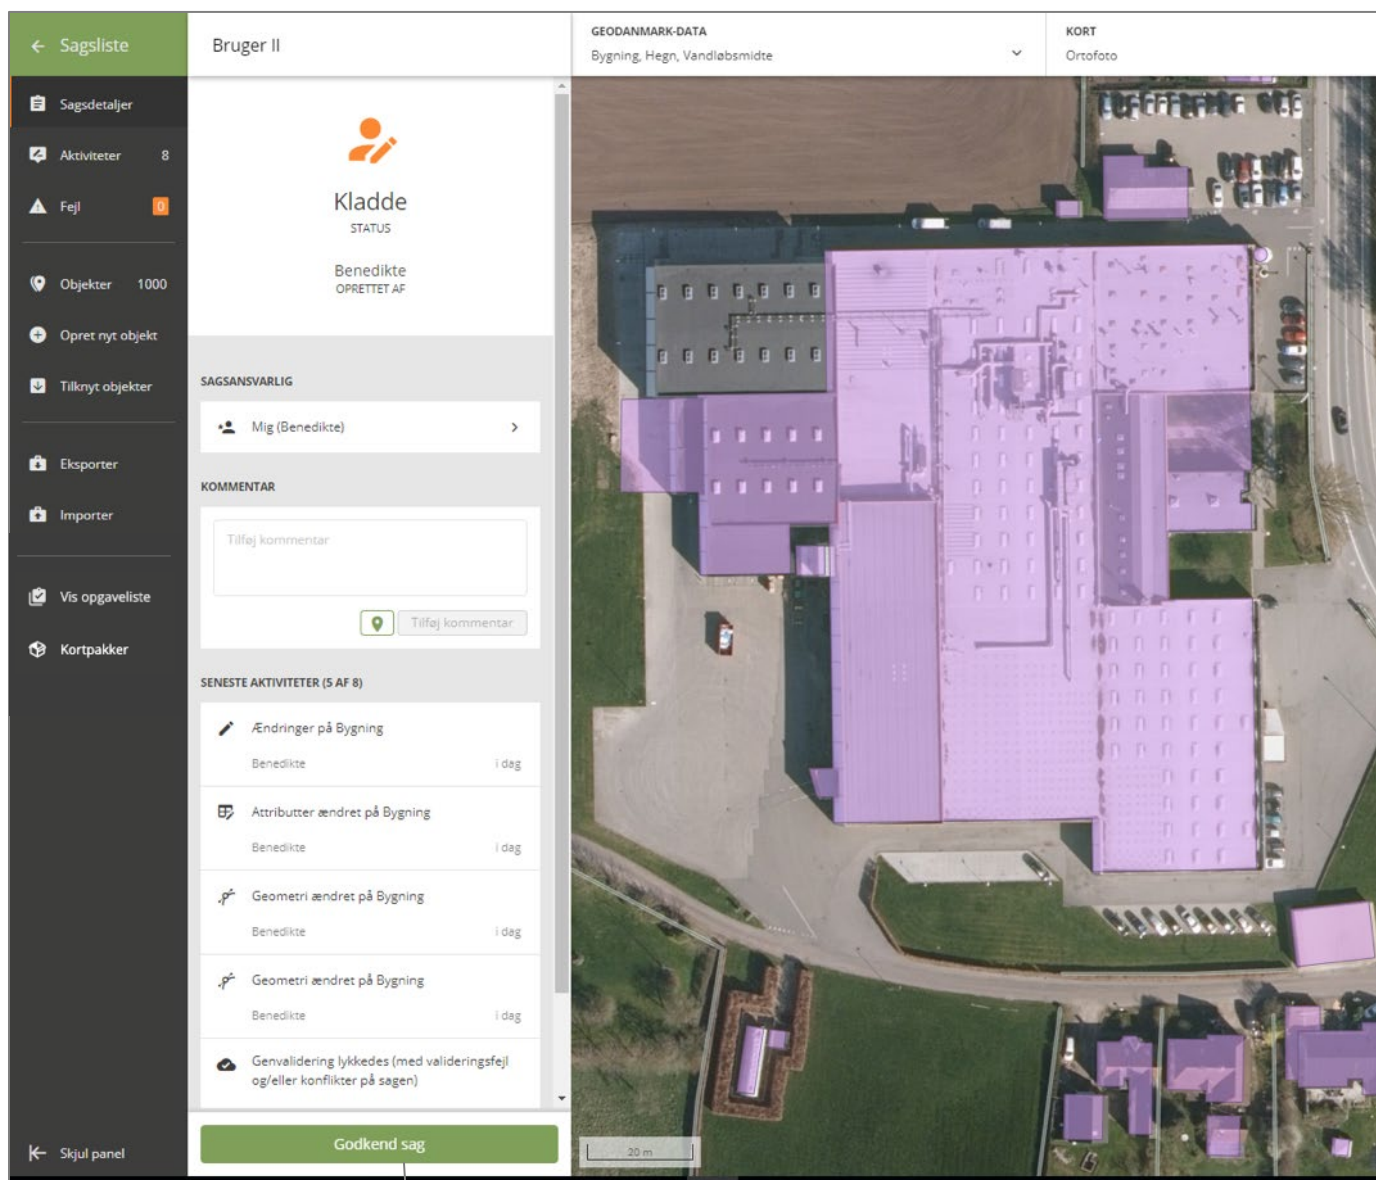 Sagsliste
Sagsdetaljer
Aktiviteter 8
Fejl 0
Objekter 1000
Opret nyt objekt
Tilknyt objekter
Eksporter
Importer
Vis opgaveliste
Kortpakker
Skjul panel
Bruger II
Kladde
STATUS
Benedikte
OPRETTET AF
SAGSANSVARLIG
Mig (Benedikte)
KOMMENTAR
Tilføj kommentar
Tilføj kommentar
SENESTE AKTIVITETER (5 AF 8)
Ændringer på Bygning
Benedikte i dag
Attributter ændret på Bygning
Benedikte i dag
Geometri ændret på Bygning
Benedikte i dag
Geometri ændret på Bygning
Benedikte i dag
Genvalidering lykkedes (med valideringsfejl
og/eller konflikter på sagen)
Godkend sag
GEODANMARK-DATA
Bygning, Hegn, Vandløbsmidte
KORT
Ortofoto
20 m